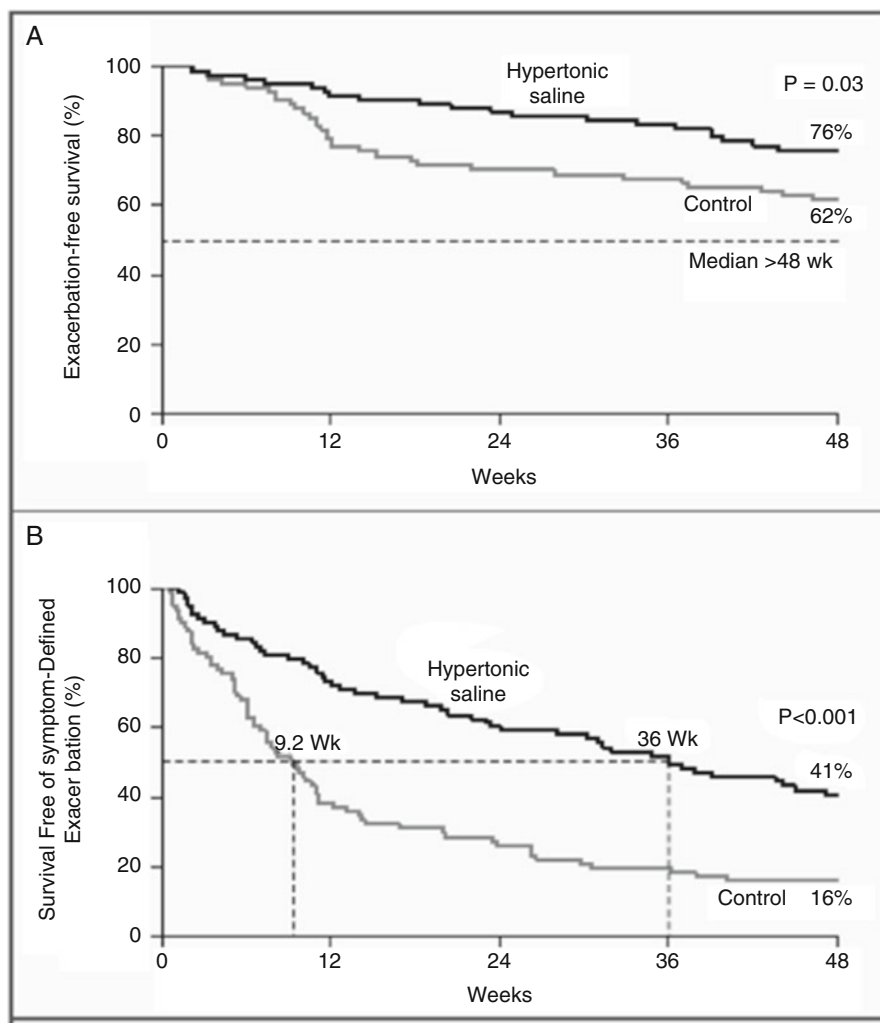 A
Exacerbation-free survival (%)
100
80
60
40
20
0
Hypertonic
saline
P = 0.03
76%
Control
62%
Median >48 wk
0 12 24 36 48
Weeks
B
Survival Free of symptom-Defined
Exacer bation (%)
100
80
60
40
20
0
Hypertonic
saline
P<0.001
9.2 Wk
36 Wk
41%
Control 16%
0 12 24 36 48
Weeks